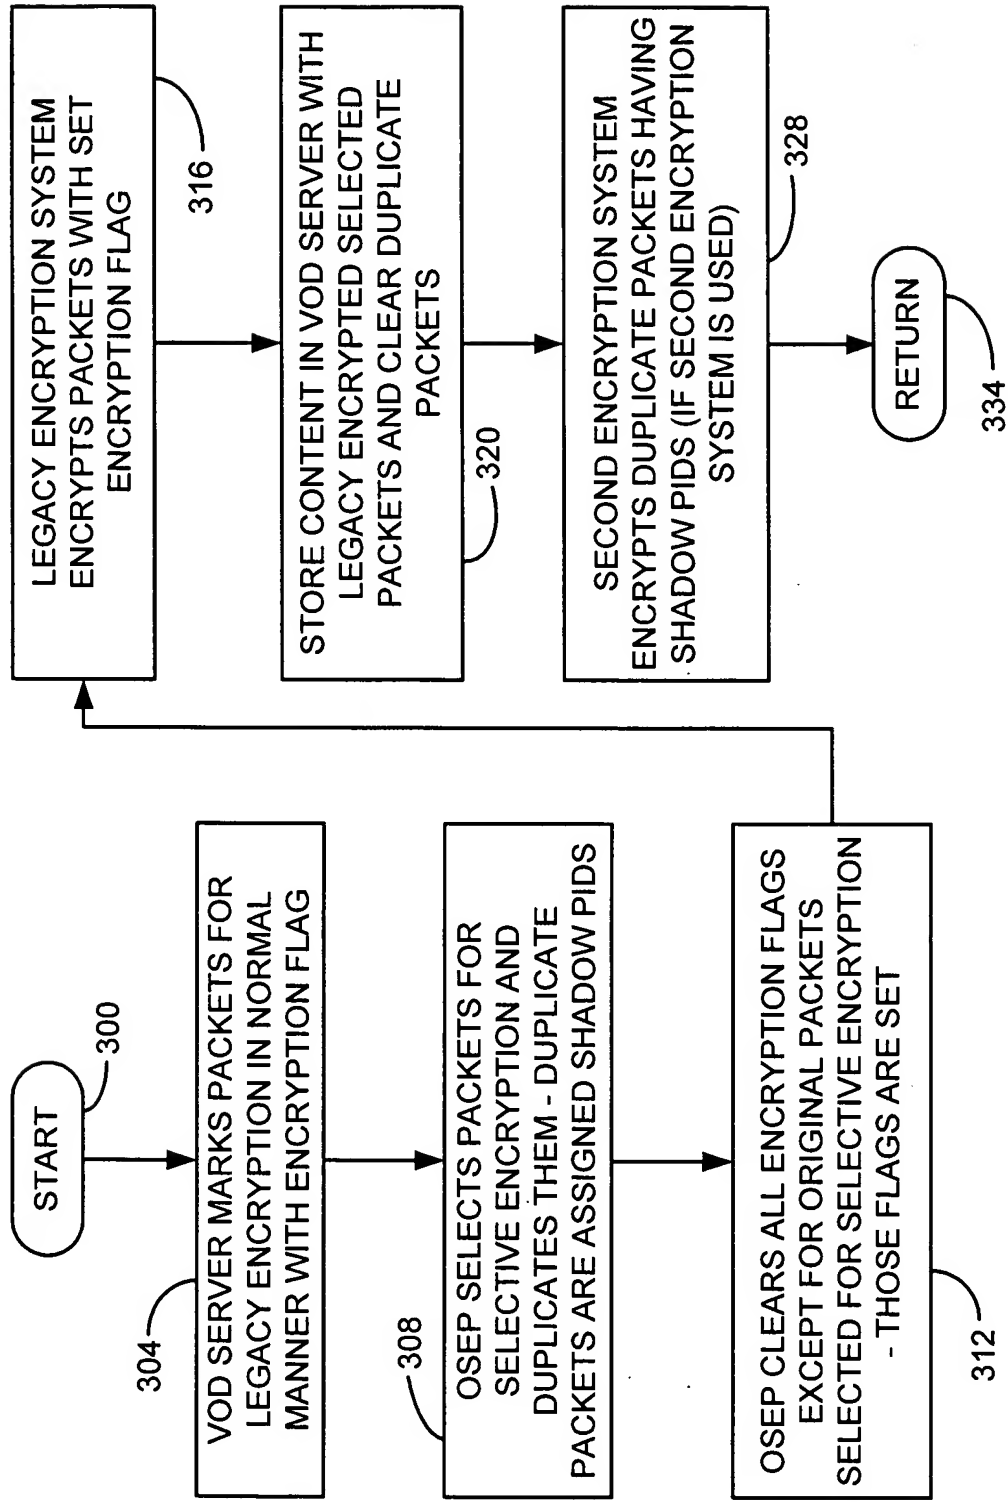 START
300
VOD SERVER MARKS PACKETS FOR
LEGACY ENCRYPTION IN NORMAL
MANNER WITH ENCRYPTION FLAG
304
OSEP SELECTS PACKETS FOR
SELECTIVE ENCRYPTION AND
DUPLICATES THEM - DUPLICATE
PACKETS ARE ASSIGNED SHADOW PIDS
308
OSEP CLEARS ALL ENCRYPTION FLAGS
EXCEPT FOR ORIGINAL PACKETS
SELECTED FOR SELECTIVE ENCRYPTION
- THOSE FLAGS ARE SET
312
LEGACY ENCRYPTION SYSTEM
ENCRYPTS PACKETS WITH SET
ENCRYPTION FLAG
316
STORE CONTENT IN VOD SERVER WITH
LEGACY ENCRYPTED SELECTED
PACKETS AND CLEAR DUPLICATE
PACKETS
320
SECOND ENCRYPTION SYSTEM
ENCRYPTS DUPLICATE PACKETS HAVING
SHADOW PIDS (IF SECOND ENCRYPTION
SYSTEM IS USED)
328
RETURN
334